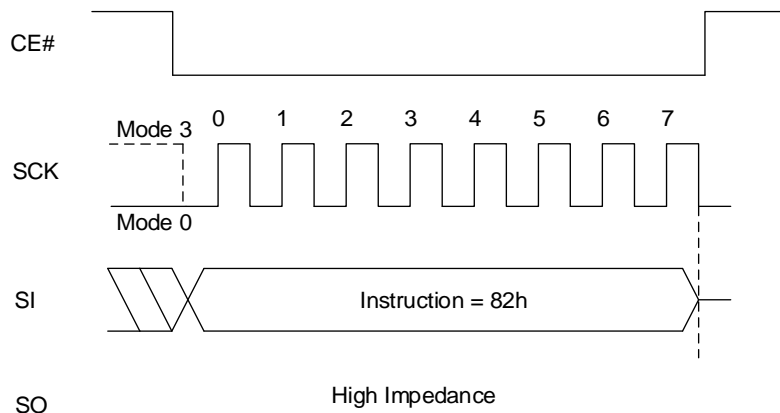 CE#
0 1 2 3 4 5 6 7
Mode 3
SCK
Mode 0
SI
Instruction = 82h
High Impedance
SO